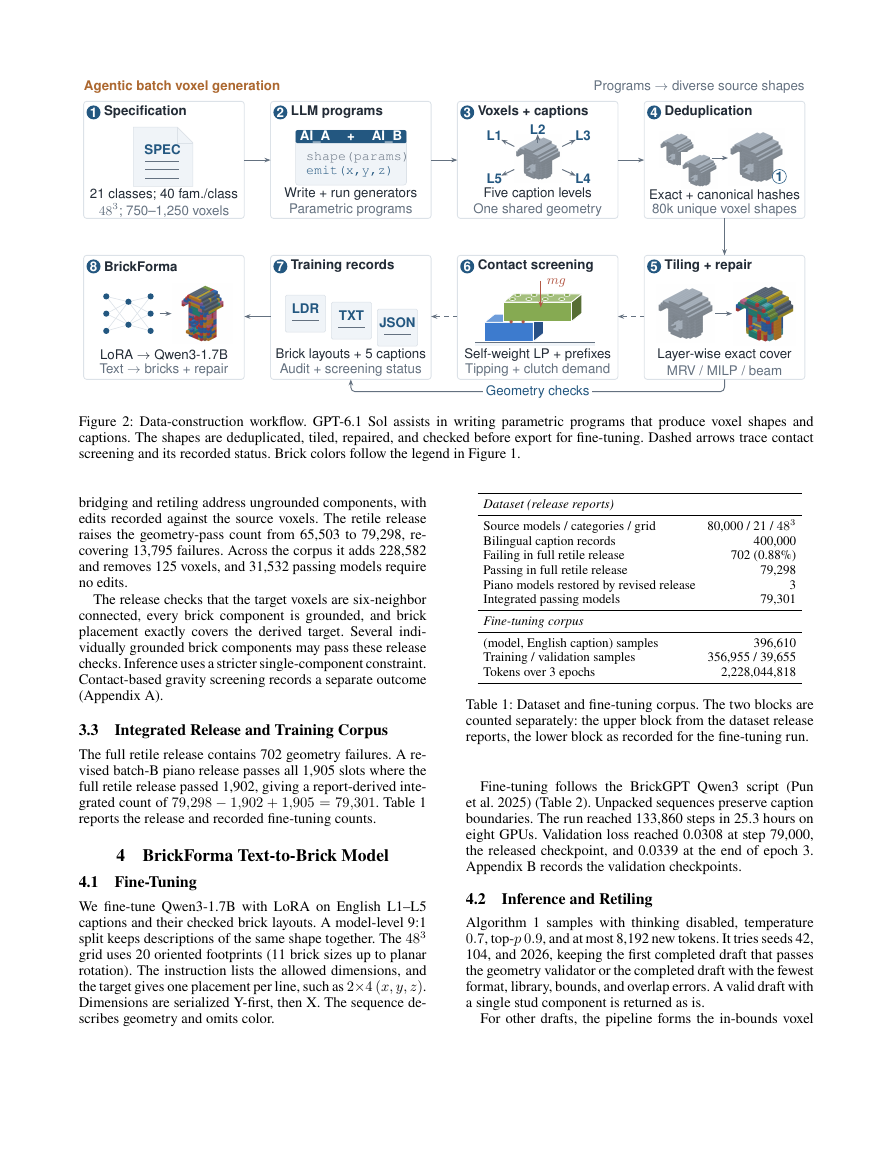 Agentic batch voxel generation
Programs → diverse source shapes
1 Specification
SPEC
21 classes; 40 fam./class
48³; 750–1,250 voxels
2 LLM programs
AI_A + AI_B
shape(params)
emit(x,y,z)
Write + run generators
Parametric programs
3 Voxels + captions
L1
L2
L3
L5
L4
Five caption levels
One shared geometry
4 Deduplication
1
Exact + canonical hashes
80k unique voxel shapes
8 BrickForma
LoRA → Qwen3-1.7B
Text → bricks + repair
7 Training records
LDR
TXT
JSON
Brick layouts + 5 captions
Audit + screening status
6 Contact screening
mg
Self-weight LP + prefixes
Tipping + clutch demand
5 Tiling + repair
Layer-wise exact cover
MRV / MILP / beam
Geometry checks
Figure 2: Data-construction workflow. GPT-6.1 Sol assists in writing parametric programs that produce voxel shapes and
captions. The shapes are deduplicated, tiled, repaired, and checked before export for fine-tuning. Dashed arrows trace contact
screening and its recorded status. Brick colors follow the legend in Figure 1.
bridging and retiling address ungrounded components, with
edits recorded against the source voxels. The retile release
raises the geometry-pass count from 65,503 to 79,298, re-
covering 13,795 failures. Across the corpus it adds 228,582
and removes 125 voxels, and 31,532 passing models require
no edits.
The release checks that the target voxels are six-neighbor
connected, every brick component is grounded, and brick
placement exactly covers the derived target. Several indi-
vidually grounded brick components may pass these release
checks. Inference uses a stricter single-component constraint.
Contact-based gravity screening records a separate outcome
(Appendix A).
3.3 Integrated Release and Training Corpus
The full retile release contains 702 geometry failures. A re-
vised batch-B piano release passes all 1,905 slots where the
full retile release passed 1,902, giving a report-derived inte-
grated count of 79,298 − 1,902 + 1,905 = 79,301. Table 1
reports the release and recorded fine-tuning counts.
4 BrickForma Text-to-Brick Model
4.1 Fine-Tuning
We fine-tune Qwen3-1.7B with LoRA on English L1–L5
captions and their checked brick layouts. A model-level 9:1
split keeps descriptions of the same shape together. The 48³
grid uses 20 oriented footprints (11 brick sizes up to planar
rotation). The instruction lists the allowed dimensions, and
the target gives one placement per line, such as 2×4 (x, y, z).
Dimensions are serialized Y-first, then X. The sequence de-
scribes geometry and omits color.
Dataset (release reports)
Source models / categories / grid 80,000 / 21 / 48³
Bilingual caption records 400,000
Failing in full retile release 702 (0.88%)
Passing in full retile release 79,298
Piano models restored by revised release 3
Integrated passing models 79,301
Fine-tuning corpus
(model, English caption) samples 396,610
Training / validation samples 356,955 / 39,655
Tokens over 3 epochs 2,228,044,818
Table 1: Dataset and fine-tuning corpus. The two blocks are
counted separately: the upper block from the dataset release
reports, the lower block as recorded for the fine-tuning run.
Fine-tuning follows the BrickGPT Qwen3 script (Pun
et al. 2025) (Table 2). Unpacked sequences preserve caption
boundaries. The run reached 133,860 steps in 25.3 hours on
eight GPUs. Validation loss reached 0.0308 at step 79,000,
the released checkpoint, and 0.0339 at the end of epoch 3.
Appendix B records the validation checkpoints.
4.2 Inference and Retiling
Algorithm 1 samples with thinking disabled, temperature
0.7, top-p 0.9, and at most 8,192 new tokens. It tries seeds 42,
104, and 2026, keeping the first completed draft that passes
the geometry validator or the completed draft with the fewest
format, library, bounds, and overlap errors. A valid draft with
a single stud component is returned as is.
For other drafts, the pipeline forms the in-bounds voxel